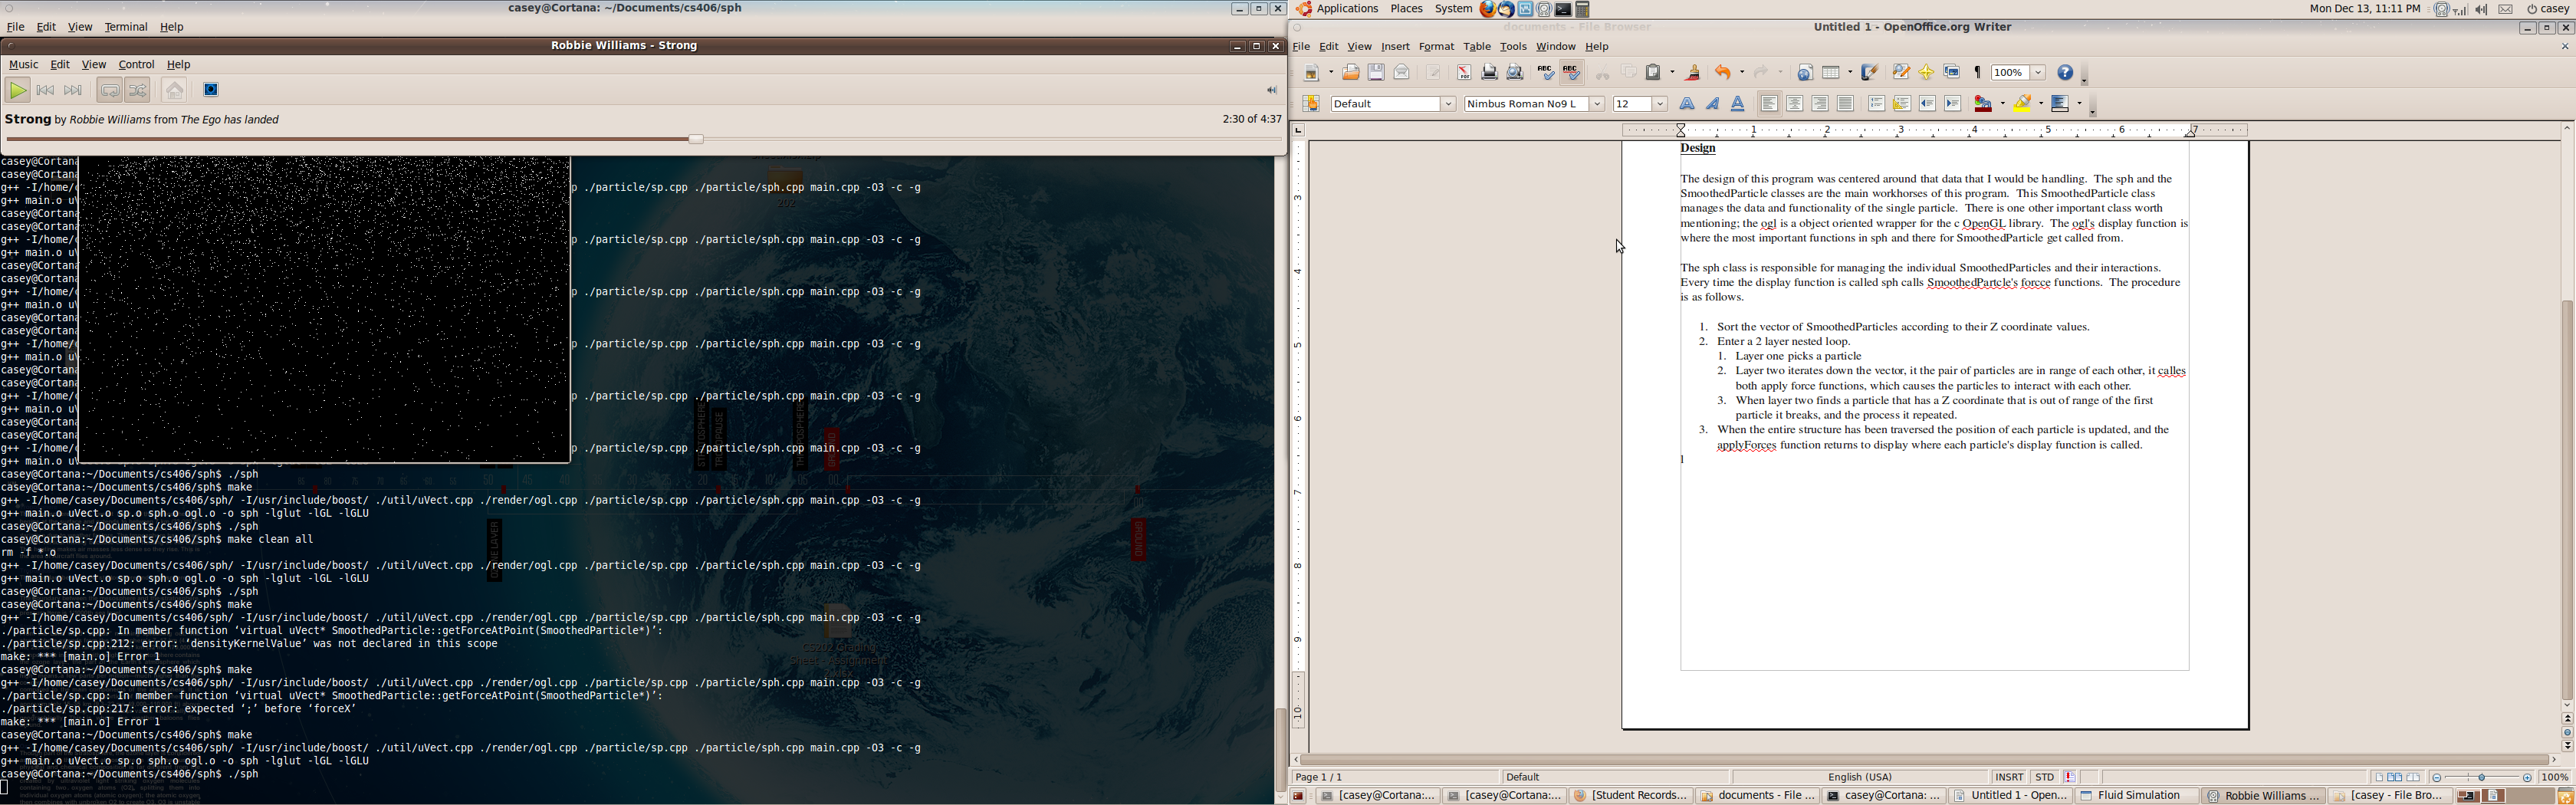 casey@Cortana: ~/Documents/cs406/sph
File Edit View Terminal Help
Robbie Williams - Strong
Music Edit View Control Help
Strong by Robbie Williams from The Ego has landed
2:30 of 4:37
casey@Cortana
casey@Cortana
g++ -I/home/c p ./particle/sp.cpp ./particle/sph.cpp main.cpp -O3 -c -g
g++ main.o uV
casey@Cortana
casey@Cortana
g++ -I/home/c p ./particle/sp.cpp ./particle/sph.cpp main.cpp -O3 -c -g
g++ main.o uV
casey@Cortana
casey@Cortana
g++ -I/home/c p ./particle/sp.cpp ./particle/sph.cpp main.cpp -O3 -c -g
g++ main.o uV
casey@Cortana
casey@Cortana
g++ -I/home/c p ./particle/sp.cpp ./particle/sph.cpp main.cpp -O3 -c -g
g++ main.o uV
casey@Cortana
casey@Cortana
g++ -I/home/c p ./particle/sp.cpp ./particle/sph.cpp main.cpp -O3 -c -g
g++ main.o uV
casey@Cortana
casey@Cortana
g++ -I/home/c p ./particle/sp.cpp ./particle/sph.cpp main.cpp -O3 -c -g
g++ main.o uV
casey@Cortana:~/Documents/cs406/sph$ ./sph
casey@Cortana:~/Documents/cs406/sph$ make
g++ -I/home/casey/Documents/cs406/sph/ -I/usr/include/boost/ ./util/uVect.cpp ./render/ogl.cpp ./particle/sp.cpp ./particle/sph.cpp main.cpp -O3 -c -g
g++ main.o uVect.o sp.o sph.o ogl.o -o sph -lglut -lGL -lGLU
casey@Cortana:~/Documents/cs406/sph$ ./sph
casey@Cortana:~/Documents/cs406/sph$ make clean all
rm -f *.o
g++ -I/home/casey/Documents/cs406/sph/ -I/usr/include/boost/ ./util/uVect.cpp ./render/ogl.cpp ./particle/sp.cpp ./particle/sph.cpp main.cpp -O3 -c -g
g++ main.o uVect.o sp.o sph.o ogl.o -o sph -lglut -lGL -lGLU
casey@Cortana:~/Documents/cs406/sph$ ./sph
casey@Cortana:~/Documents/cs406/sph$ make
g++ -I/home/casey/Documents/cs406/sph/ -I/usr/include/boost/ ./util/uVect.cpp ./render/ogl.cpp ./particle/sp.cpp ./particle/sph.cpp main.cpp -O3 -c -g
./particle/sp.cpp: In member function ‘virtual uVect* SmoothedParticle::getForceAtPoint(SmoothedParticle*)’:
./particle/sp.cpp:212: error: ‘densityKernelValue’ was not declared in this scope
make: *** [main.o] Error 1
casey@Cortana:~/Documents/cs406/sph$ make
g++ -I/home/casey/Documents/cs406/sph/ -I/usr/include/boost/ ./util/uVect.cpp ./render/ogl.cpp ./particle/sp.cpp ./particle/sph.cpp main.cpp -O3 -c -g
./particle/sp.cpp: In member function ‘virtual uVect* SmoothedParticle::getForceAtPoint(SmoothedParticle*)’:
./particle/sp.cpp:217: error: expected ‘;’ before ‘forceX’
make: *** [main.o] Error 1
casey@Cortana:~/Documents/cs406/sph$ make
g++ -I/home/casey/Documents/cs406/sph/ -I/usr/include/boost/ ./util/uVect.cpp ./render/ogl.cpp ./particle/sp.cpp ./particle/sph.cpp main.cpp -O3 -c -g
g++ main.o uVect.o sp.o sph.o ogl.o -o sph -lglut -lGL -lGLU
casey@Cortana:~/Documents/cs406/sph$ ./sph
Applications Places System
Mon Dec 13, 11:11 PM
casey
documents - File Browser
Untitled 1 - OpenOffice.org Writer
File Edit View Insert Format Table Tools Window Help
100%
Default
Nimbus Roman No9 L
12
1 2 3 4 5 6 7
3
4
5
6
7
8
9
10
Design
The design of this program was centered around that data that I would be handling. The sph and the
SmoothedParticle classes are the main workhorses of this program. This SmoothedParticle class
manages the data and functionality of the single particle. There is one other important class worth
mentioning; the ogl is a object oriented wrapper for the c OpenGL library. The ogl's display function is
where the most important functions in sph and there for SmoothedParticle get called from.
The sph class is responsible for managing the individual SmoothedParticles and their interactions.
Every time the display function is called sph calls SmoothedPartcle's forcce functions. The procedure
is as follows.
1. Sort the vector of SmoothedParticles according to their Z coordinate values.
2. Enter a 2 layer nested loop.
1. Layer one picks a particle
2. Layer two iterates down the vector, it the pair of particles are in range of each other, it calles
both apply force functions, which causes the particles to interact with each other.
3. When layer two finds a particle that has a Z coordinate that is out of range of the first
particle it breaks, and the process it repeated.
3. When the entire structure has been traversed the position of each particle is updated, and the
applyForces function returns to display where each particle's display function is called.
Page 1 / 1
Default
English (USA)
INSRT
STD
100%
[casey@Cortana:...
[casey@Cortana:...
[Student Records...
documents - File ...
casey@Cortana: ...
Untitled 1 - Open...
Fluid Simulation
Robbie Williams ...
[casey - File Bro...